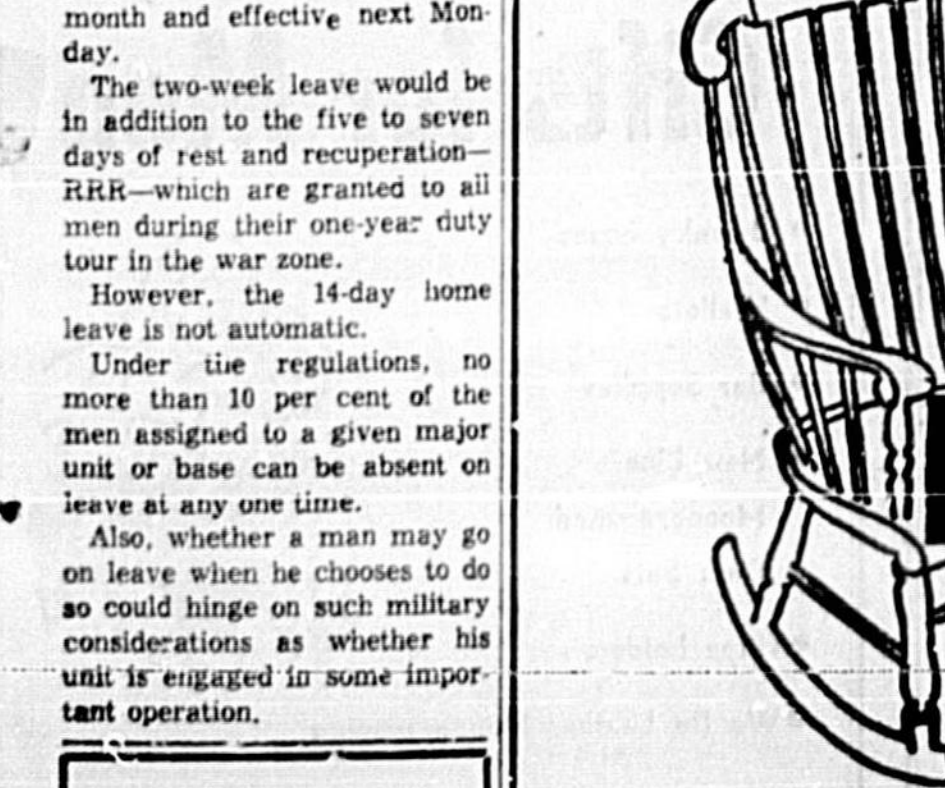 month and effective next Mon-
day.
The two-week leave would be
in addition to the five to seven
days of rest and recuperation—
RRR—which are granted to all
men during their one-year duty
tour in the war zone.
However, the 14-day home
leave is not automatic.
Under the regulations, no
more than 10 per cent of the
men assigned to a given major
unit or base can be absent on
leave at any one time.
Also, whether a man may go
on leave when he chooses to do
so could hinge on such military
considerations as whether his
unit is engaged in some impor-
tant operation.